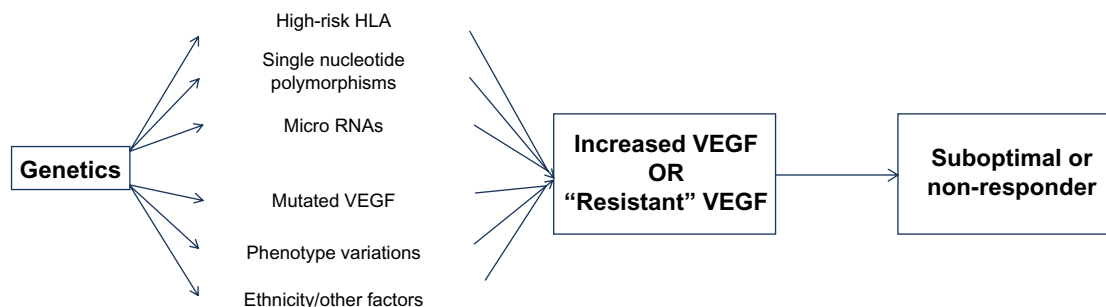 High-risk HLA
Single nucleotide
polymorphisms
Micro RNAs
Genetics
Mutated VEGF
Phenotype variations
Ethnicity/other factors
Increased VEGF
OR
“Resistant” VEGF
Suboptimal or
non-responder